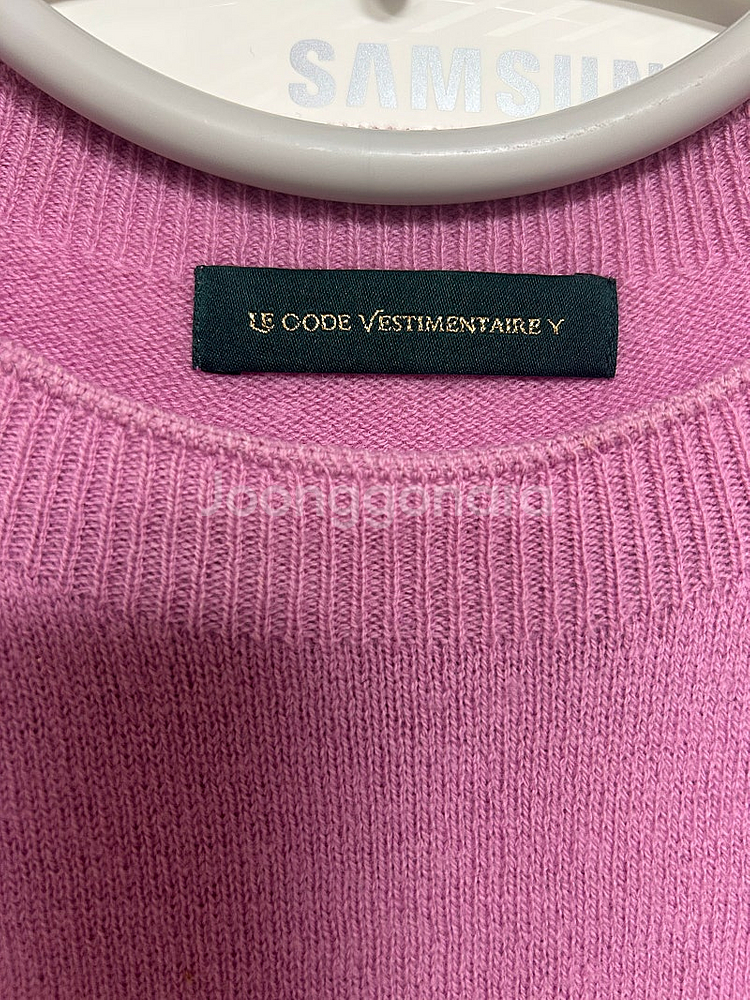 SAMSUN
LE CODE VESTIMENTAIRE Y
Joonggonara